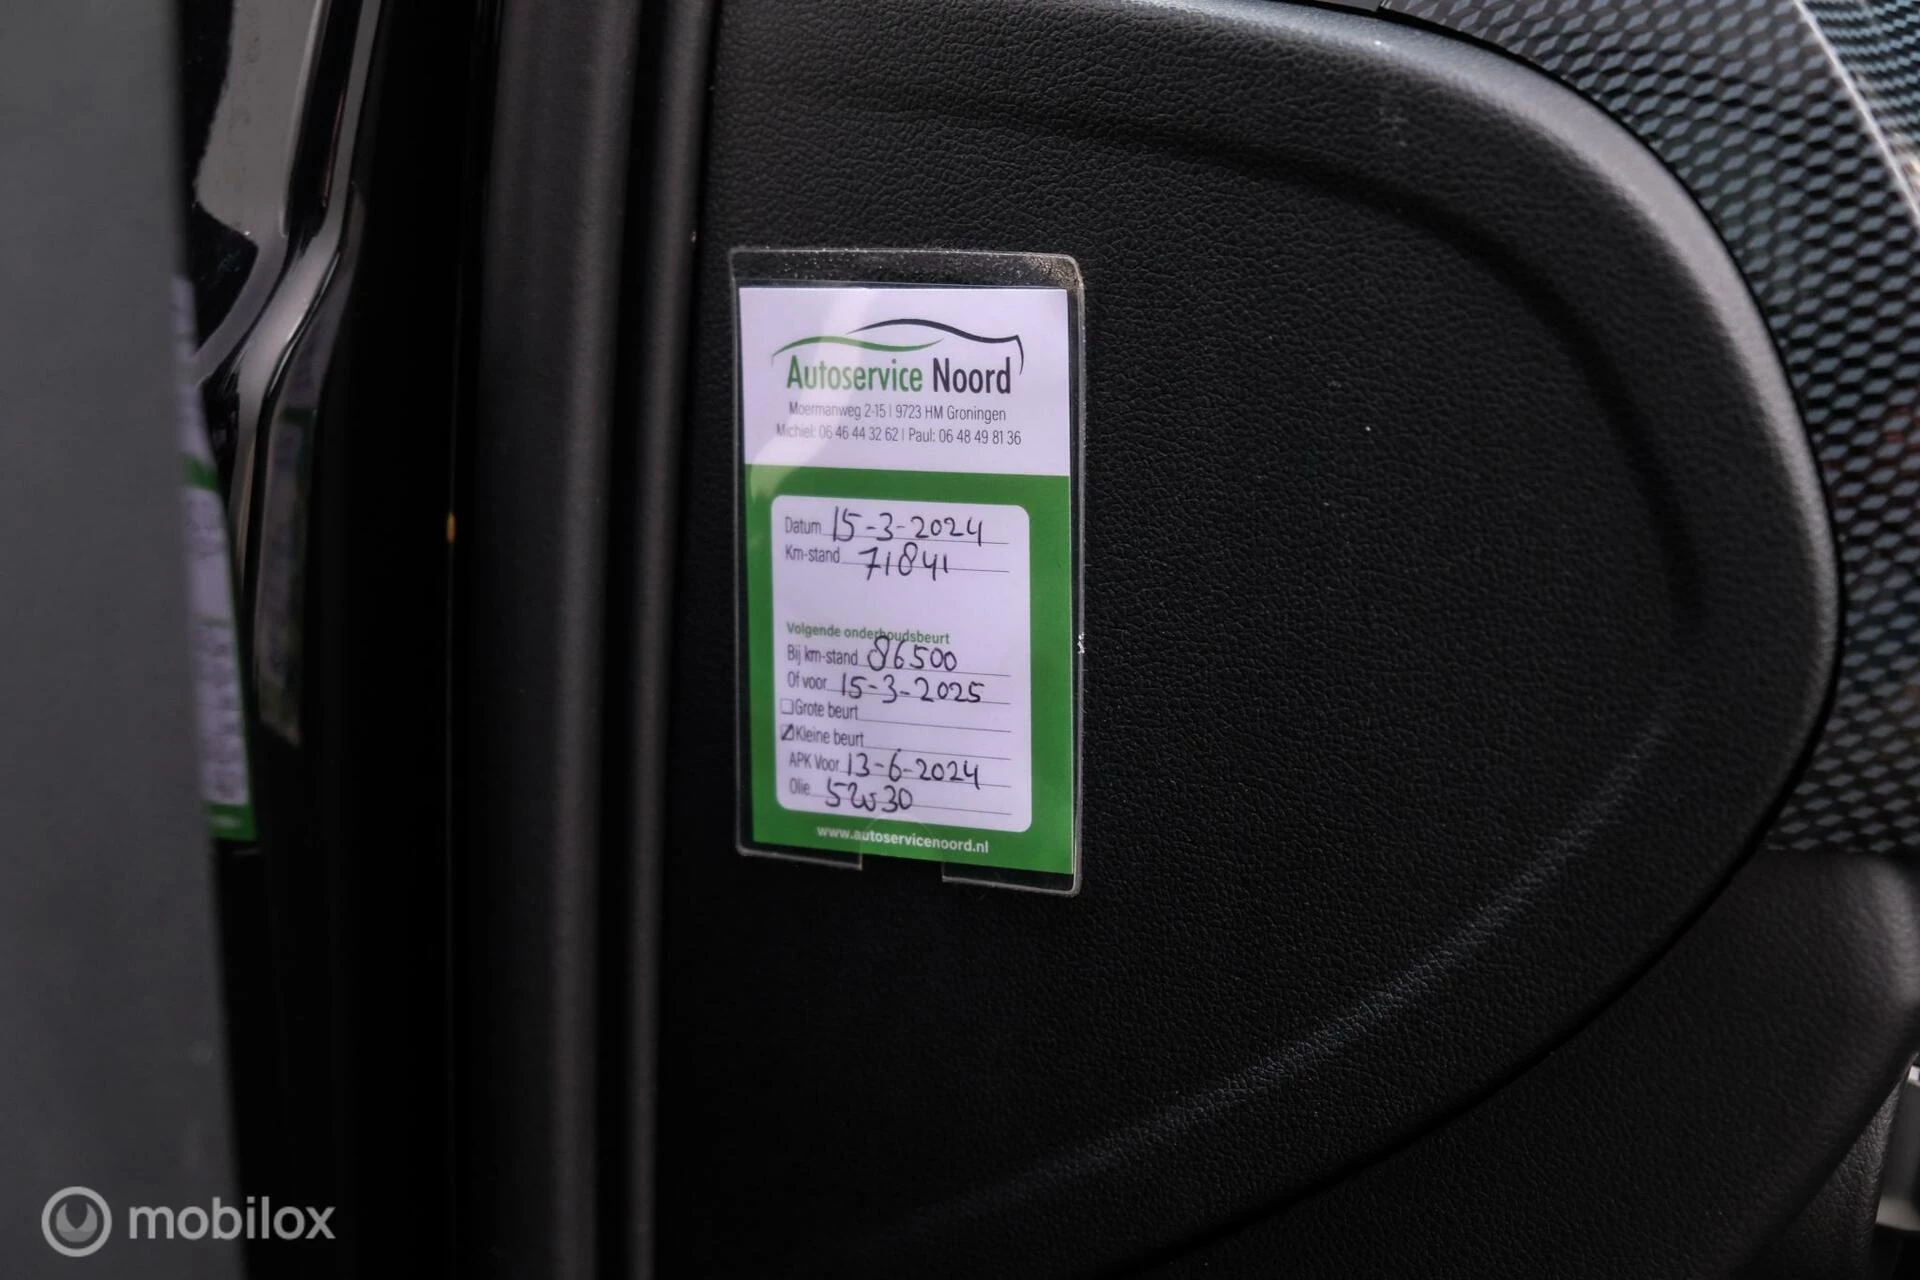 Autoservice Noord
Moermanweg 2-15 | 9723 HM Groningen
Michiel: 06 46 44 32 62 | Paul: 06 48 49 81 36
Datum 15-3-2024
Km-stand 71841
Volgende onderhoudsbeurt
Bij km-stand 86500
Of voor 15-3-2025
Grote beurt
Kleine beurt
APK Voor 13-6-2024
Olie 5w30
www.autoservicenoord.nl
mobilox